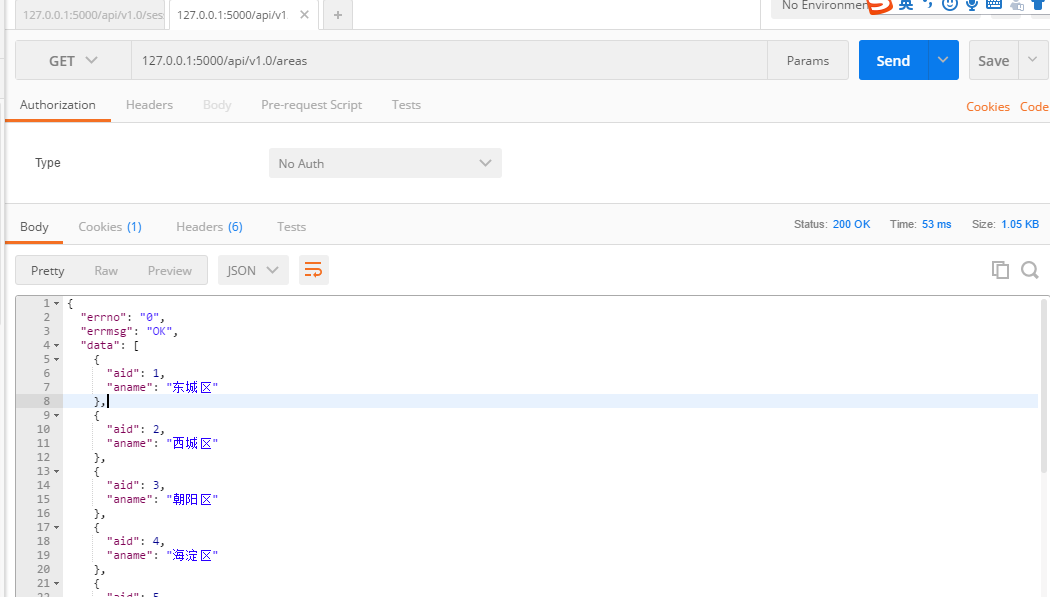 127.0.0.1:5000/api/v1.0/ses
127.0.0.1:5000/api/v1
No Environmen
英
GET
127.0.0.1:5000/api/v1.0/areas
Params
Send
Save
Authorization
Headers
Body
Pre-request Script
Tests
Cookies
Code
Type
No Auth
Body
Cookies (1)
Headers (6)
Tests
Status: 200 OK
Time: 53 ms
Size: 1.05 KB
Pretty
Raw
Preview
JSON
1 {
2 "errno": "0",
3 "errmsg": "OK",
4 "data": [
5 {
6 "aid": 1,
7 "aname": "东城区"
8 },
9 {
10 "aid": 2,
11 "aname": "西城区"
12 },
13 {
14 "aid": 3,
15 "aname": "朝阳区"
16 },
17 {
18 "aid": 4,
19 "aname": "海淀区"
20 },
21 {
22 "aid": 5